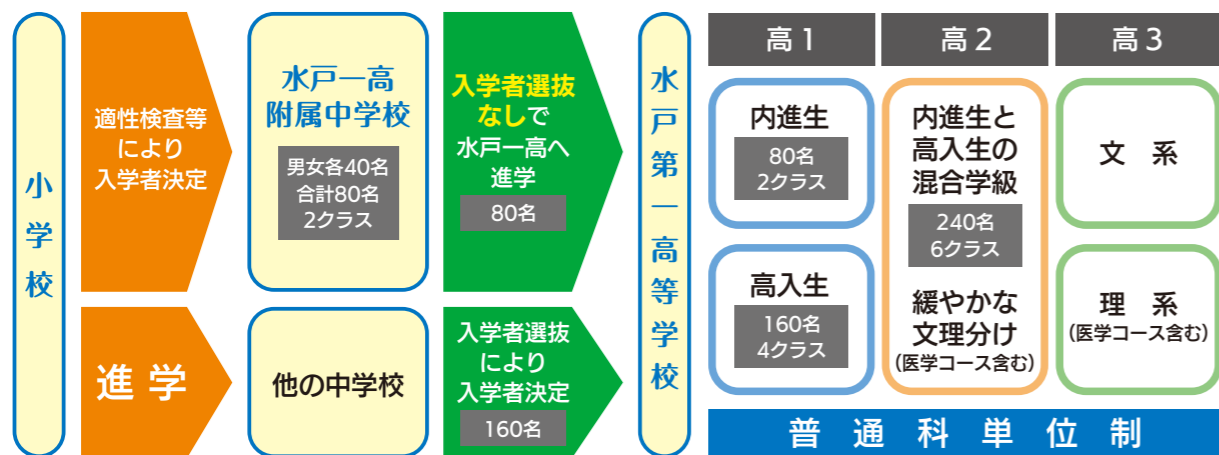 小学校
適性検査等
により
入学者決定
水戸一高
附属中学校
男女各40名
合計80名
2クラス
入学者選抜
なしで
水戸一高へ
進学
80名
進学
他の中学校
入学者選抜
により
入学者決定
160名
水戸第一高等学校
高1
高2
高3
内進生
80名
2クラス
高入生
160名
4クラス
内進生と
高入生の
混合学級
240名
6クラス
緩やかな
文理分け
(医学コース含む)
文系
理系
(医学コース含む)
普通科単位制